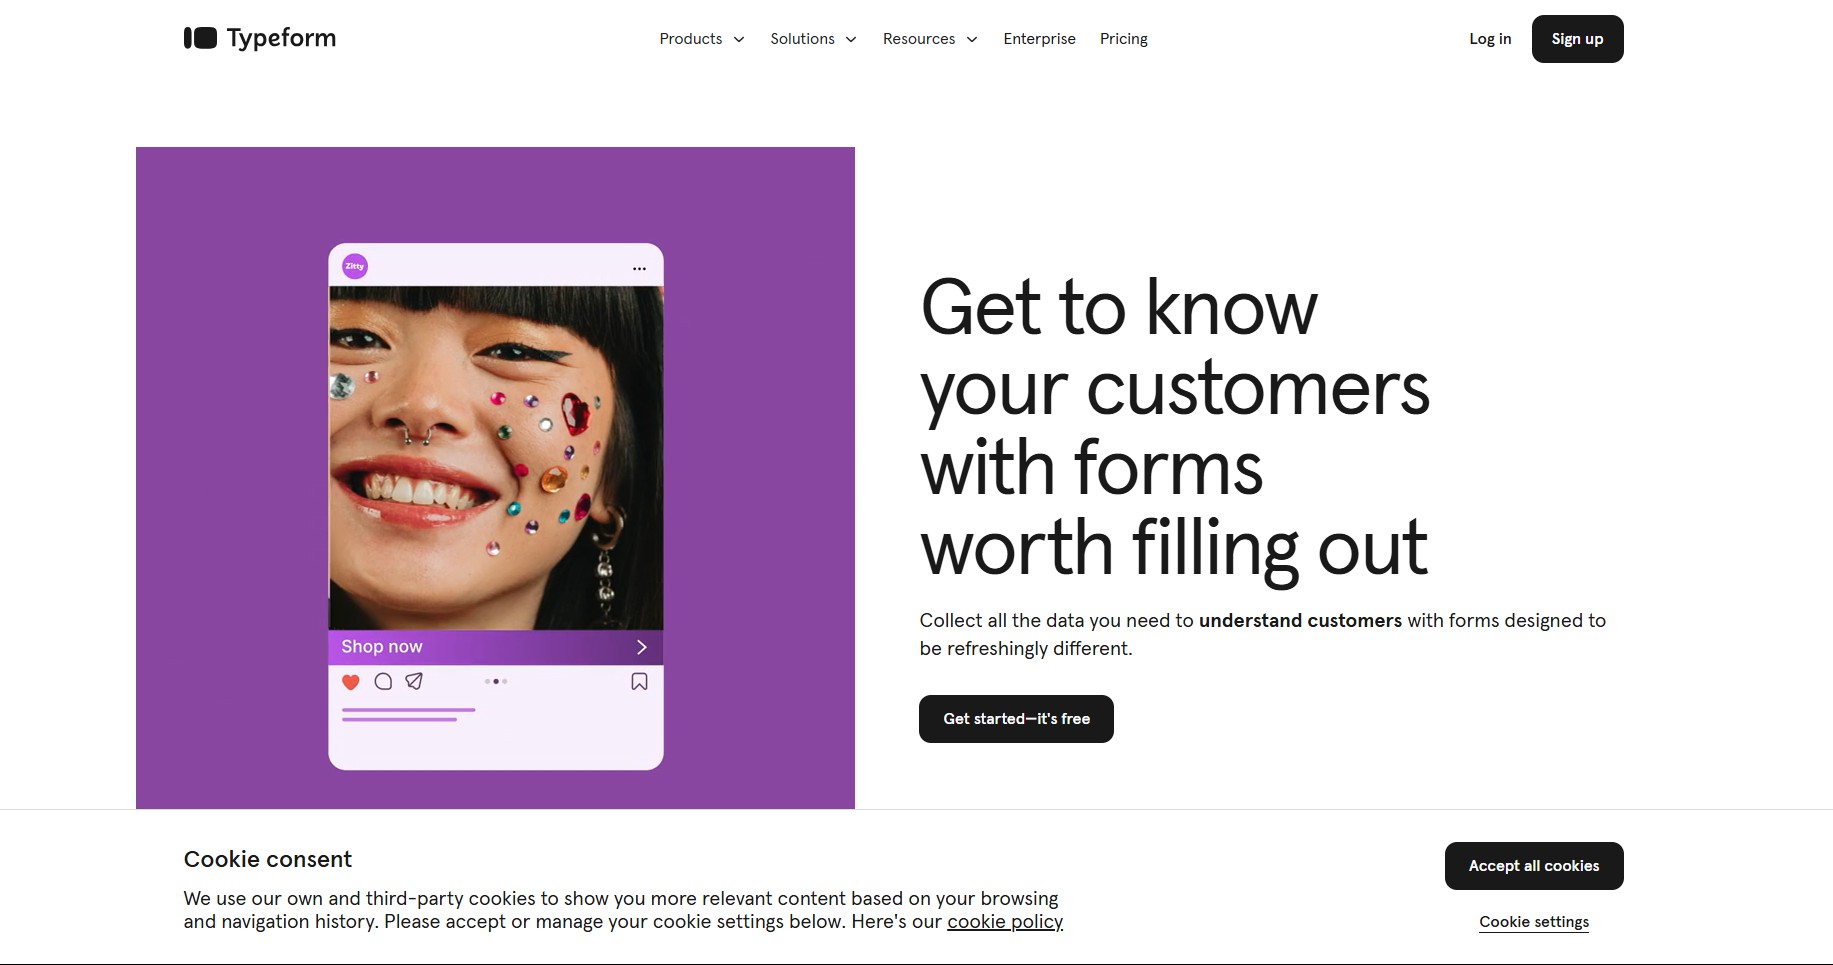 Typeform
Products
Solutions
Resources
Enterprise
Pricing
Log in
Sign up
Zitty
Shop now
Get to know
your customers
with forms
worth filling out
Collect all the data you need to understand customers with forms designed to
be refreshingly different.
Get started—it's free
Cookie consent
We use our own and third-party cookies to show you more relevant content based on your browsing
and navigation history. Please accept or manage your cookie settings below. Here's our cookie policy
Accept all cookies
Cookie settings